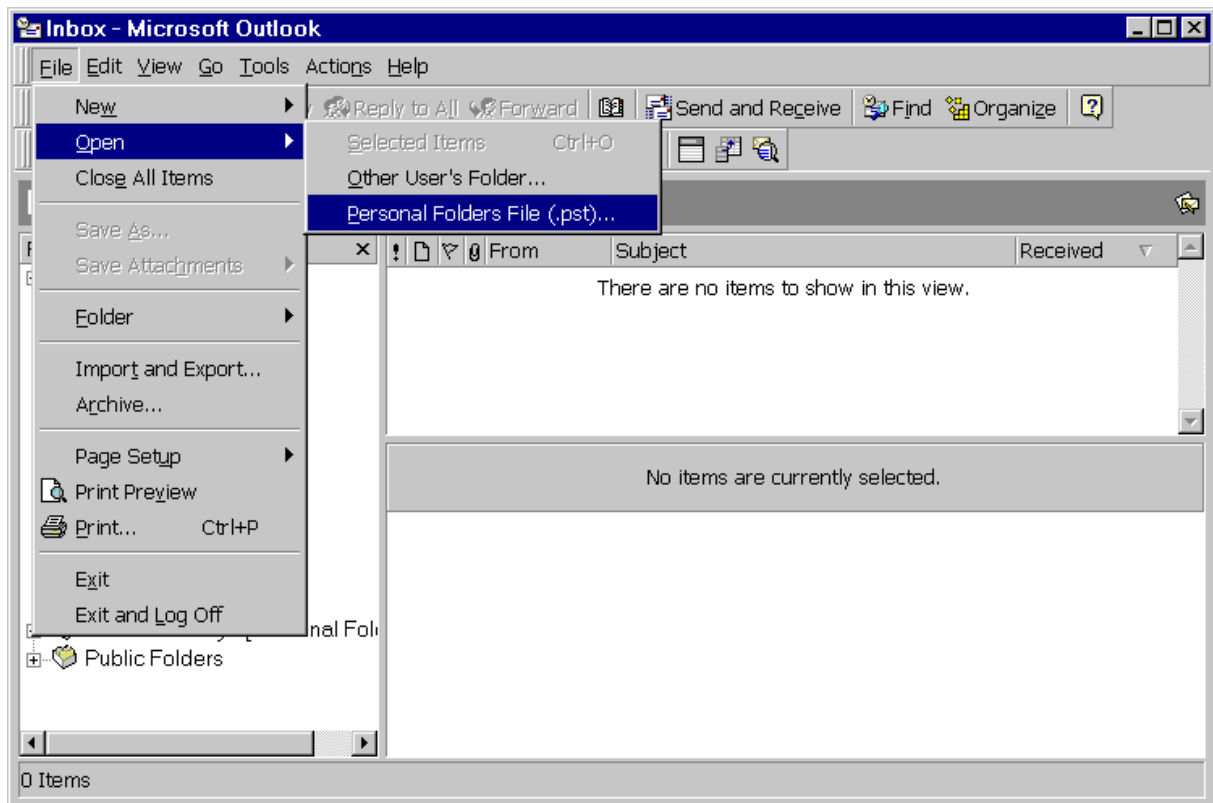 Inbox - Microsoft Outlook
File Edit View Go Tools Actions Help
New Reply to All Forward Send and Receive Find Organize
Open Selected Items Ctrl+O
Close All Items Other User's Folder...
Personal Folders File (.pst)...
Save As...
Save Attachments
From Subject Received
There are no items to show in this view.
Folder
Import and Export...
Archive...
Page Setup
No items are currently selected.
Print Preview
Print... Ctrl+P
Exit
Exit and Log Off
Public Folders
0 Items